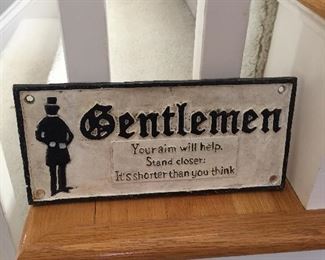 Gentlemen
Your aim will help.
Stand closer:
It's shorter than you think